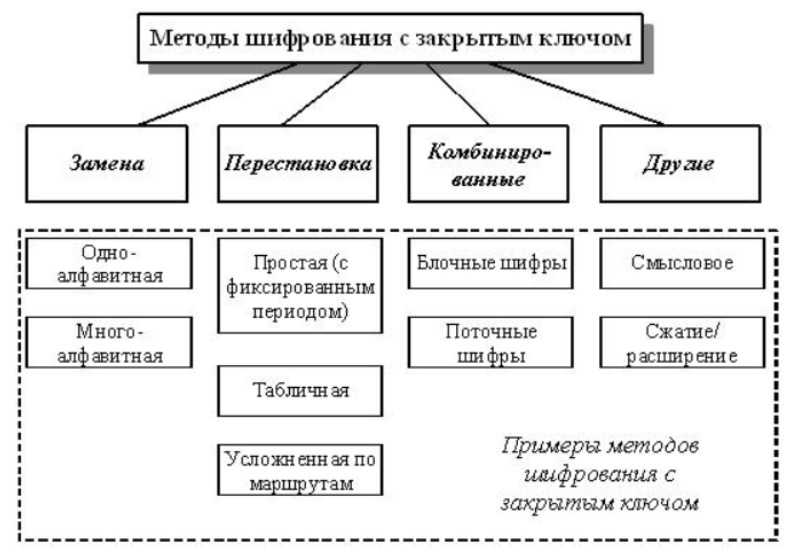 Методы шифрования с закрытым ключом
Замена
Перестановка
Комбиниро-
ванные
Другие
Одно-
алфавитная
Много-
алфавитная
Простая (с
фиксированным
периодом)
Табличная
Усложненная по
маршрутам
Блочные шифры
Поточные
шифры
Смысловое
Сжатие/
расширение
Примеры методов
шифрования с
закрытым ключом